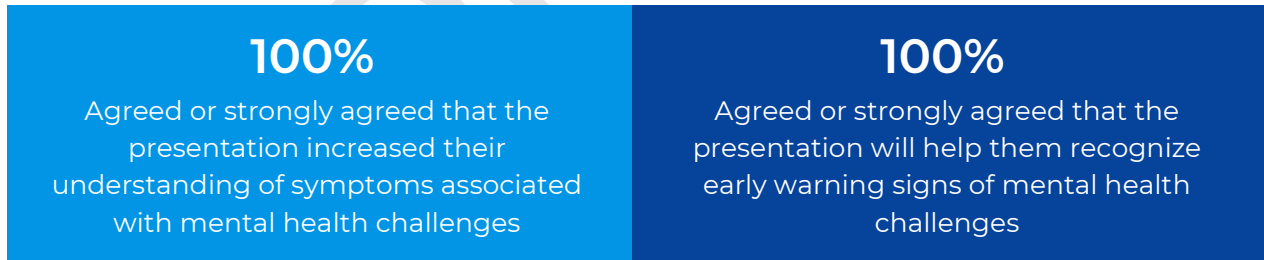 100%
Agreed or strongly agreed that the
presentation increased their
understanding of symptoms associated
with mental health challenges
100%
Agreed or strongly agreed that the
presentation will help them recognize
early warning signs of mental health
challenges